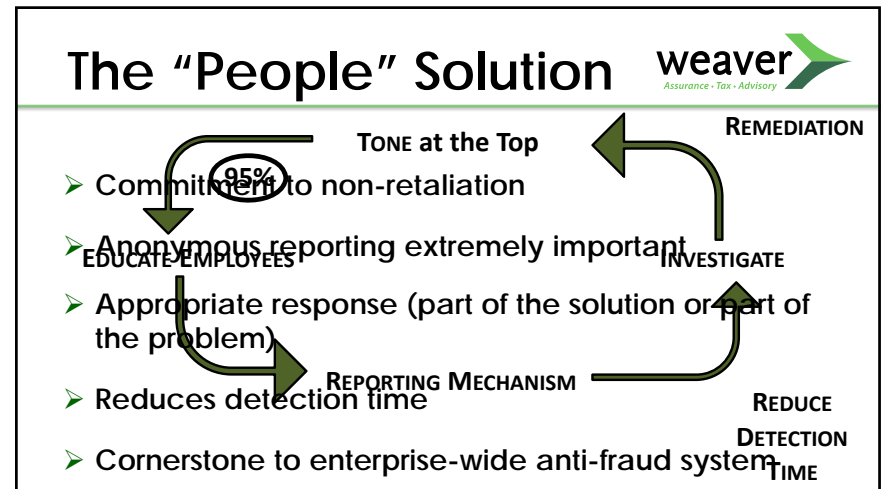 The “People” Solution
weaver
Assurance • Tax • Advisory
TONE at the Top
REMEDIATION
95%
➢ Commitment to non-retaliation
➢ Anonymous reporting extremely important
EDUCATE EMPLOYEES
INVESTIGATE
➢ Appropriate response (part of the solution or part of
the problem)
REPORTING MECHANISM
➢ Reduces detection time
REDUCE
DETECTION
TIME
➢ Cornerstone to enterprise-wide anti-fraud system